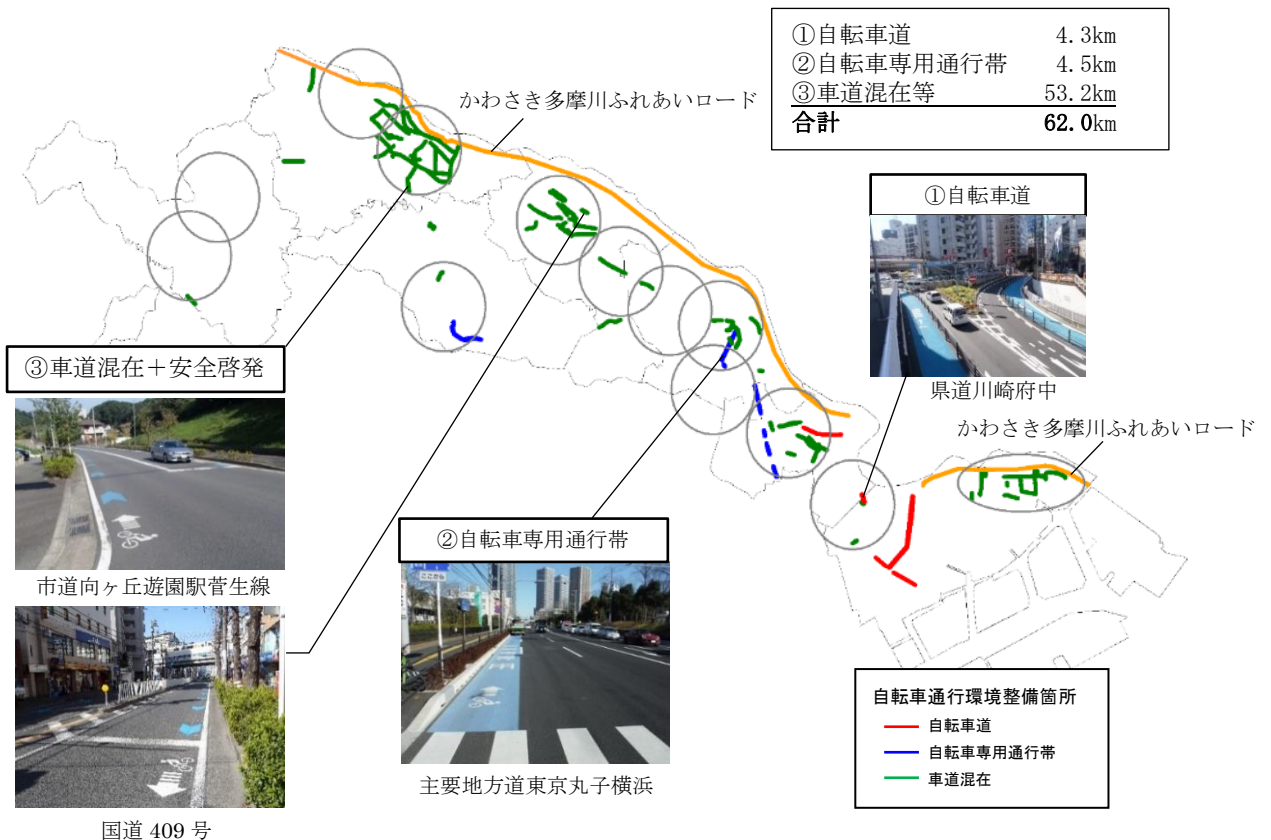 ①自転車道 4.3km
②自転車専用通行帯 4.5km
③車道混在等 53.2km
合計 62.0km
かわさき多摩川ふれあいロード
①自転車道
県道川崎府中
かわさき多摩川ふれあいロード
③車道混在+安全啓発
市道向ヶ丘遊園駅菅生線
②自転車専用通行帯
ここから
主要地方道東京丸子横浜
国道 409 号
自転車通行環境整備箇所
自転車道
自転車専用通行帯
車道混在